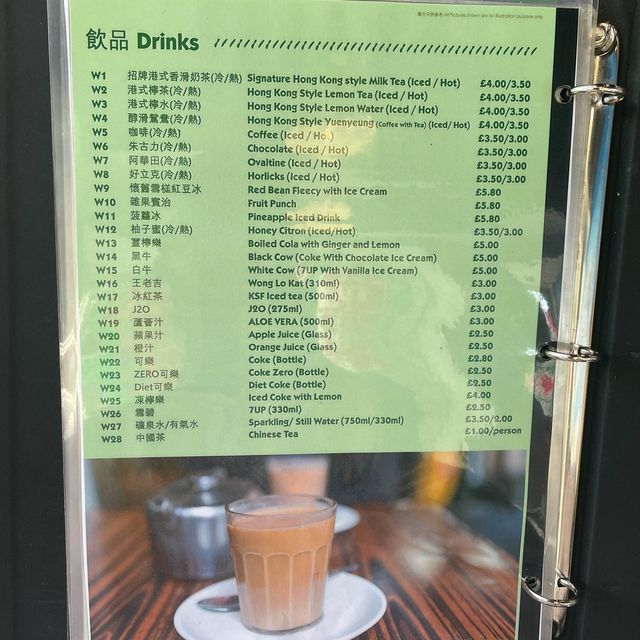 圖片只供參考 All Pictures shown are for illustration purpose only
飲品 Drinks
W1 招牌港式香滑奶茶(冷/熱) Signature Hong Kong style Milk Tea (Iced / Hot) £4.00/3.50
W2 港式檸茶(冷/熱) Hong Kong Style Lemon Tea (Iced / Hot) £4.00/3.50
W3 港式檸水(冷/熱) Hong Kong Style Lemon Water (Iced / Hot) £4.00/3.50
W4 醇滑鴛鴦(冷/熱) Hong Kong Style Yuenyeung (Coffee with Tea) (Iced/ Hot) £4.00/3.50
W5 咖啡(冷/熱) Coffee (Iced / Hot) £3.50/3.00
W6 朱古力(冷/熱) Chocolate (Iced / Hot) £3.50/3.00
W7 阿華田(冷/熱) Ovaltine (Iced / Hot) £3.50/3.00
W8 好立克(冷/熱) Horlicks (Iced / Hot) £3.50/3.00
W9 懷舊雪糕紅豆冰 Red Bean Fleecy with Ice Cream £5.80
W10 雜果賓治 Fruit Punch £5.80
W11 菠蘿冰 Pineapple Iced Drink £5.80
W12 柚子蜜(冷/熱) Honey Citron (Iced/Hot) £3.50/3.00
W13 薑檸樂 Boiled Cola with Ginger and Lemon £5.00
W14 黑牛 Black Cow (Coke With Chocolate Ice Cream) £5.00
W15 白牛 White Cow (7UP With Vanilla Ice Cream) £5.00
W16 王老吉 Wong Lo Kat (310ml) £3.00
W17 冰紅茶 KSF Iced tea (500ml) £3.00
W18 J2O J2O (275ml) £3.00
W19 蘆薈汁 ALOE VERA (500ml) £3.00
W20 蘋果汁 Apple Juice (Glass) £2.50
W21 橙汁 Orange Juice (Glass) £2.50
W22 可樂 Coke (Bottle) £2.80
W23 ZERO可樂 Coke Zero (Bottle) £2.50
W24 Diet可樂 Diet Coke (Bottle) £2.50
W25 凍檸樂 Iced Coke with Lemon £4.00
W26 雪碧 7UP (330ml) £2.50
W27 礦泉水/有氣水 Sparkling/ Still Water (750ml/330ml) £3.50/2.00
W28 中國茶 Chinese Tea £1.00/person